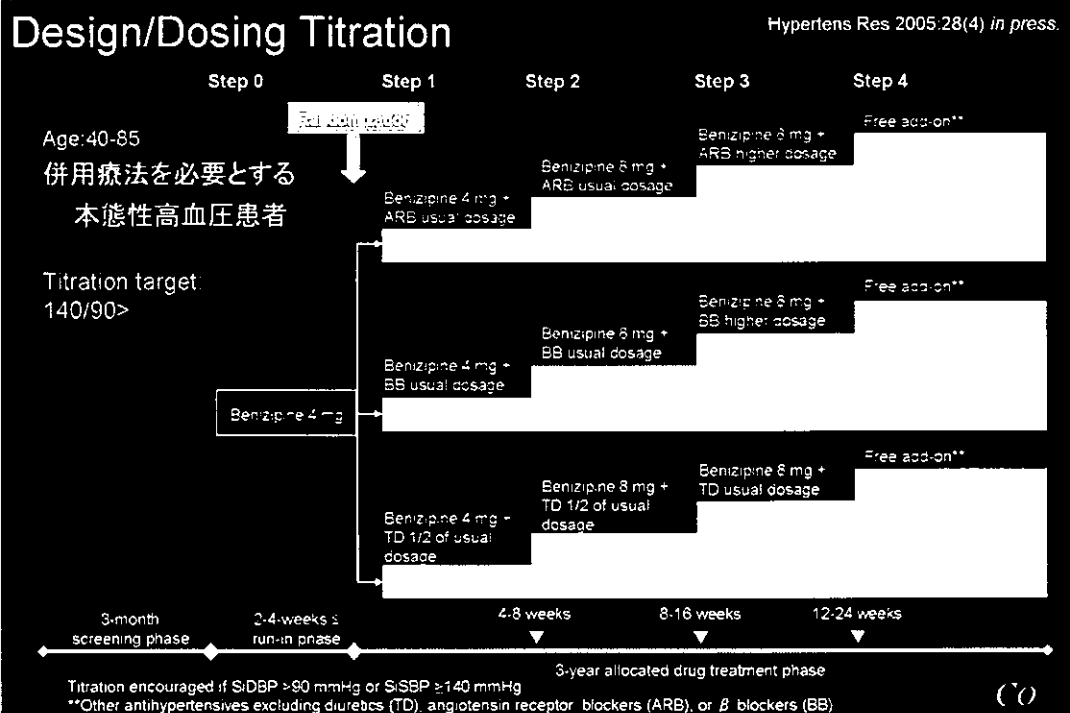 Design/Dosing Titration
Hypertens Res 2005:28(4) in press.
Step 0
Step 1
Step 2
Step 3
Step 4
Age:40-85
併用療法を必要とする
本態性高血圧患者
Titration target:
140/90>
Benizipine 4 mg
Benizipine 4 mg +
ARB usual dosage
Benizipine 8 mg +
ARB usual dosage
Benizipine 8 mg +
ARB higher dosage
Free add-on**
Benizipine 4 mg +
BB usual dosage
Benizipine 8 mg +
BB usual dosage
Benizipine 8 mg +
BB higher dosage
Free add-on**
Benizipine 4 mg +
TD 1/2 of usual
dosage
Benizipine 8 mg +
TD 1/2 of usual
dosage
Benizipine 8 mg +
TD usual dosage
Free add-on**
3-month
screening phase
2-4-weeks
run-in phase
4-8 weeks
8-16 weeks
12-24 weeks
3-year allocated drug treatment phase
Titration encouraged if SiDBP >90 mmHg or SiSBP ≥140 mmHg
**Other antihypertensives excluding diuretics (TD), angiotensin receptor blockers (ARB), or β blockers (BB)